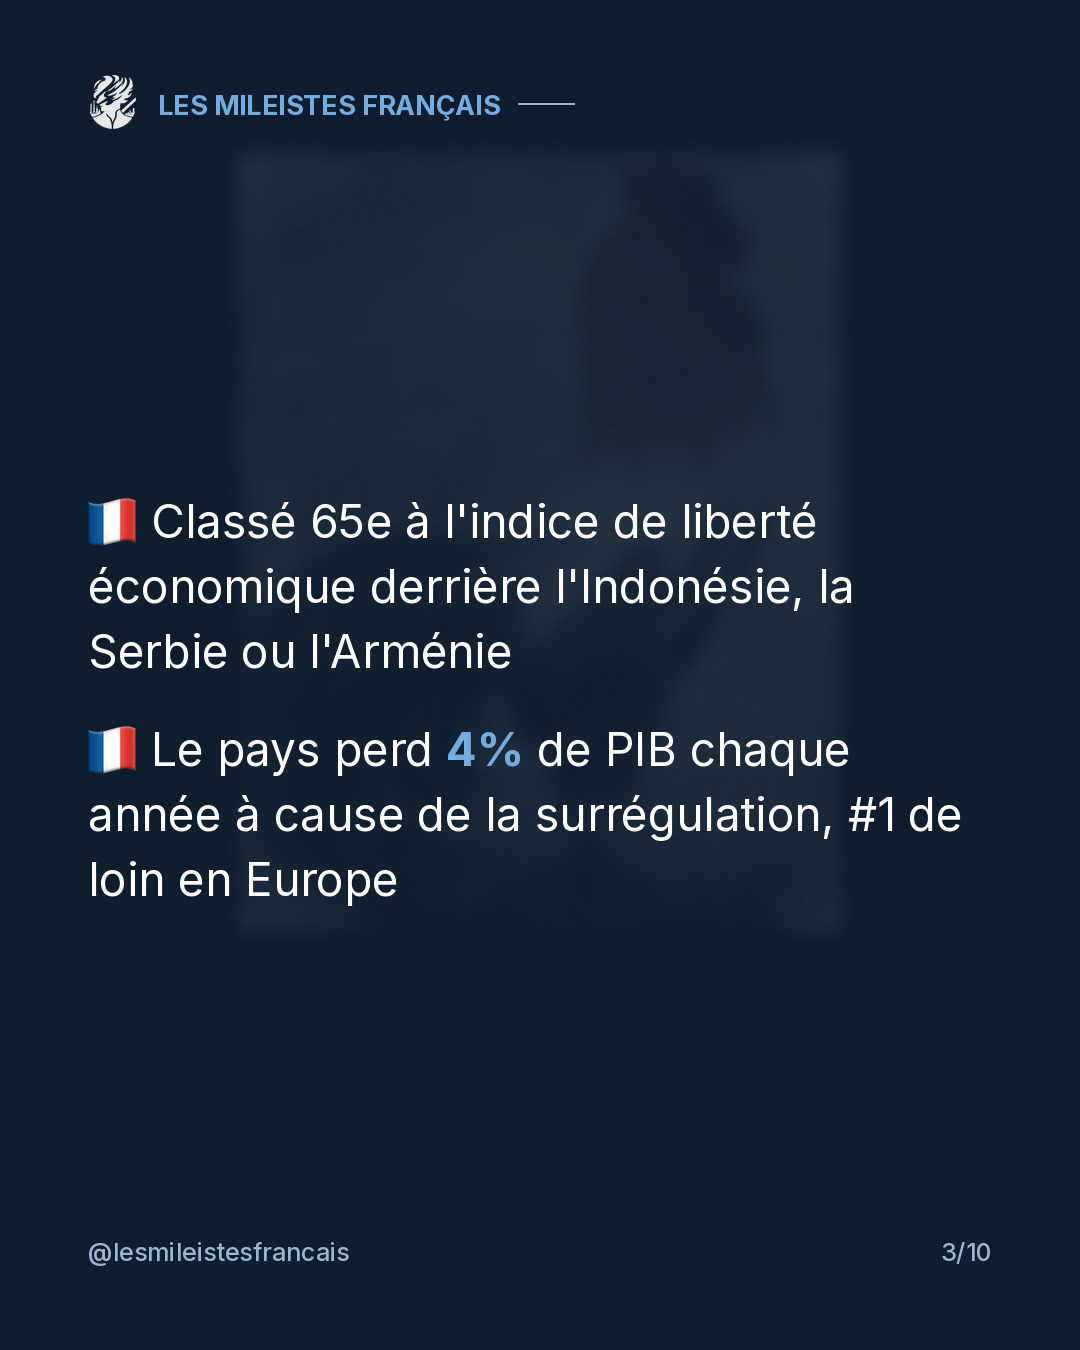 LES MILEISTES FRANÇAIS
🇫🇷 Classé 65e à l'indice de liberté
économique derrière l'Indonésie, la
Serbie ou l'Arménie
🇫🇷 Le pays perd 4% de PIB chaque
année à cause de la surrégulation, #1 de
loin en Europe
@lesmileistesfrancais
3/10